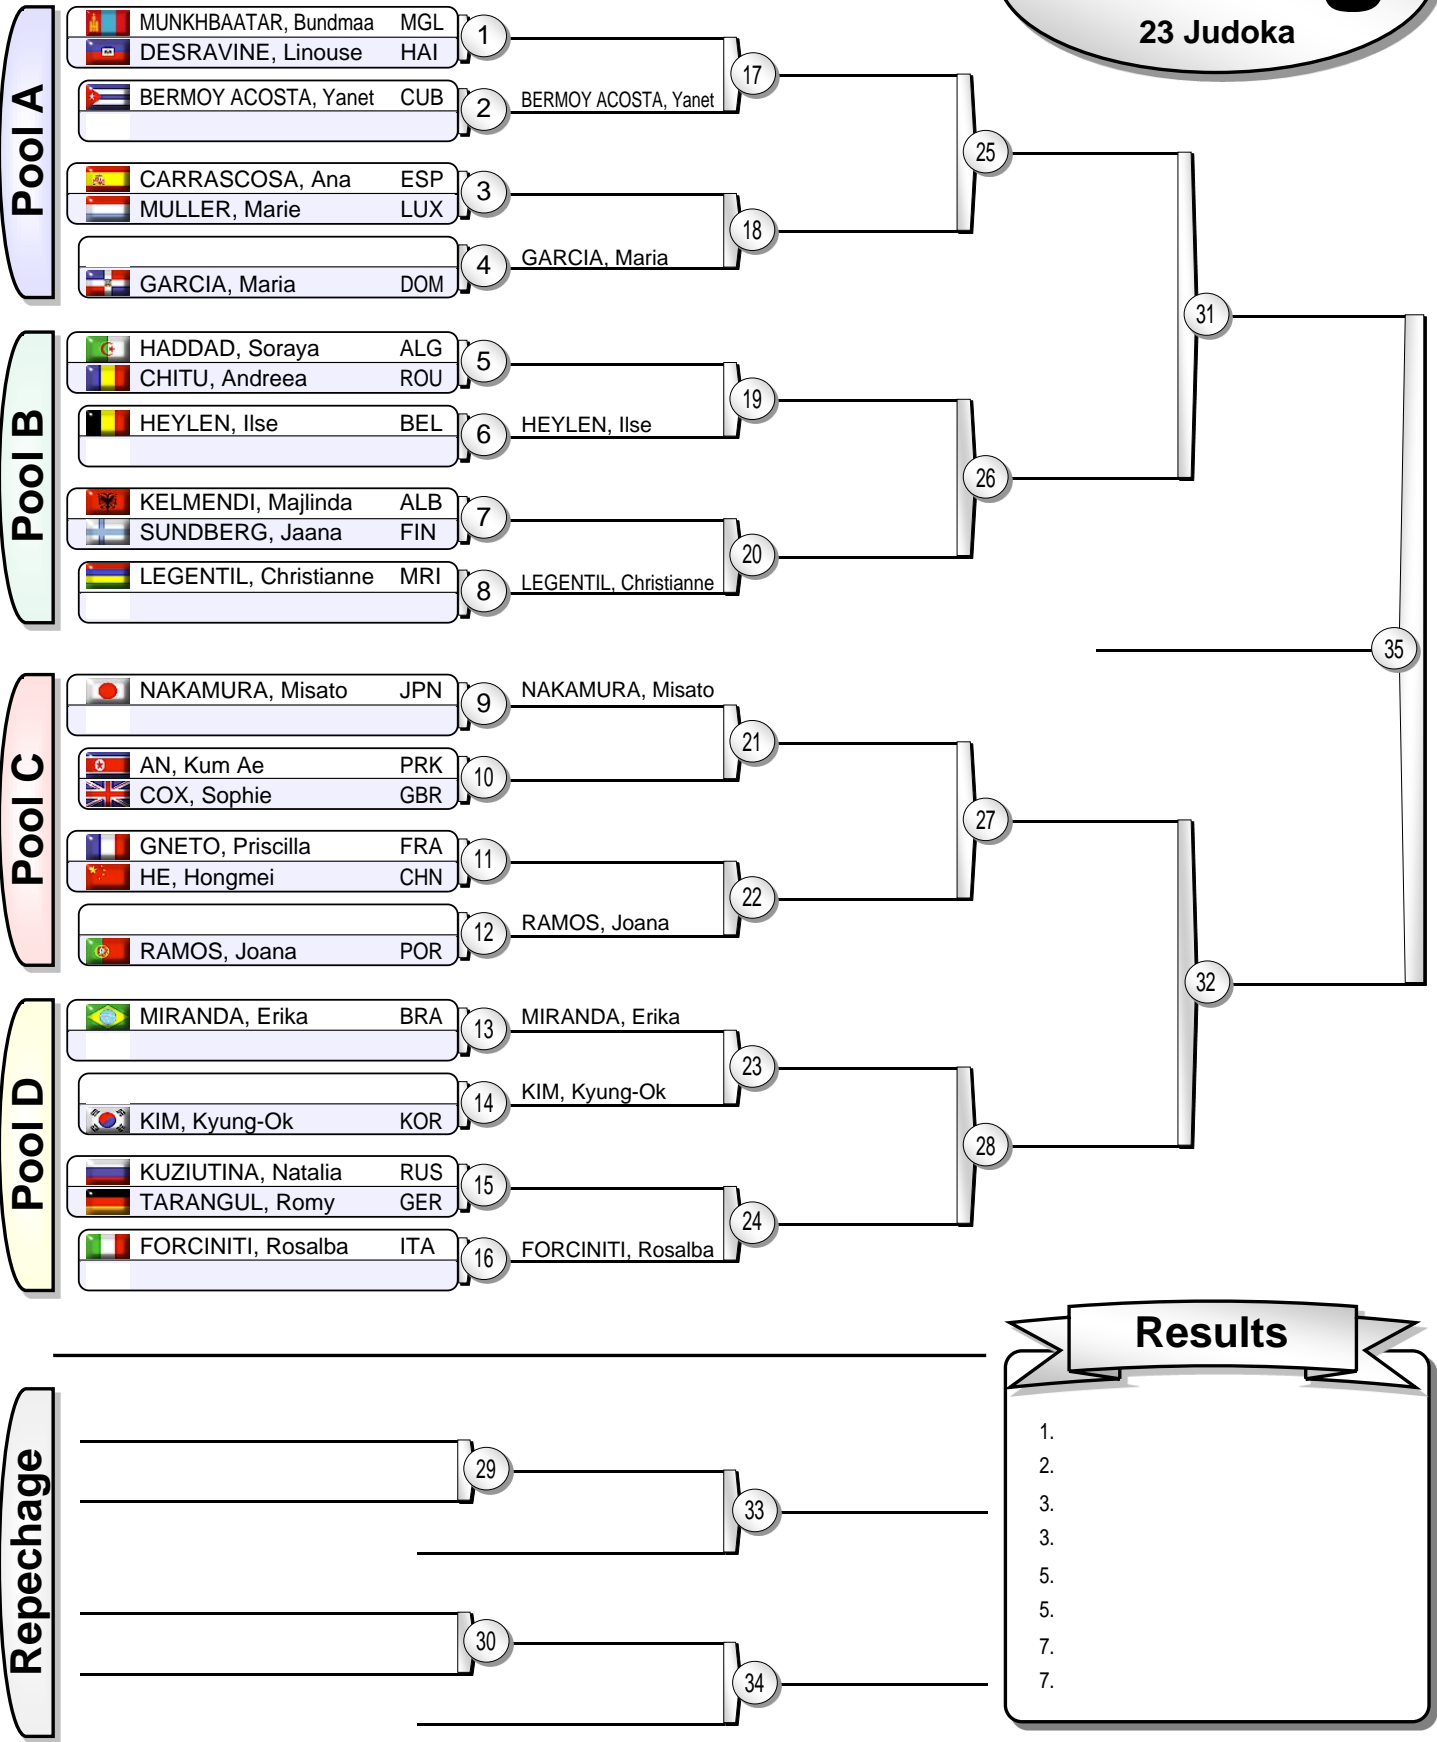 23 Judoka
Pool A
MUNKHBAATAR, Bundmaa MGL
DESRAVINE, Linouse HAI
1
BERMOY ACOSTA, Yanet CUB
2
BERMOY ACOSTA, Yanet
17
CARRASCOSA, Ana ESP
MULLER, Marie LUX
3
GARCIA, Maria DOM
4
GARCIA, Maria
18
25
Pool B
HADDAD, Soraya ALG
CHITU, Andreea ROU
5
HEYLEN, Ilse BEL
6
HEYLEN, Ilse
19
KELMENDI, Majlinda ALB
SUNDBERG, Jaana FIN
7
LEGENTIL, Christianne MRI
8
LEGENTIL, Christianne
20
26
31
35
Pool C
NAKAMURA, Misato JPN
9
NAKAMURA, Misato
AN, Kum Ae PRK
COX, Sophie GBR
10
21
GNETO, Priscilla FRA
HE, Hongmei CHN
11
RAMOS, Joana POR
12
RAMOS, Joana
22
27
Pool D
MIRANDA, Erika BRA
13
MIRANDA, Erika
KIM, Kyung-Ok KOR
14
KIM, Kyung-Ok
23
KUZIUTINA, Natalia RUS
TARANGUL, Romy GER
15
FORCINITI, Rosalba ITA
16
FORCINITI, Rosalba
24
28
32
Repechage
29
33
30
34
Results
1.
2.
3.
3.
5.
5.
7.
7.